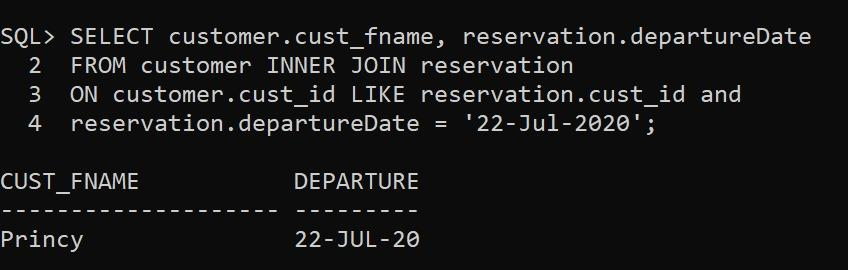 SQL> SELECT customer.cust_fname, reservation.departureDate
  2  FROM customer INNER JOIN reservation
  3  ON customer.cust_id LIKE reservation.cust_id and
  4  reservation.departureDate = '22-Jul-2020';
CUST_FNAME           DEPARTURE
-------------------- ---------
Princy               22-JUL-20